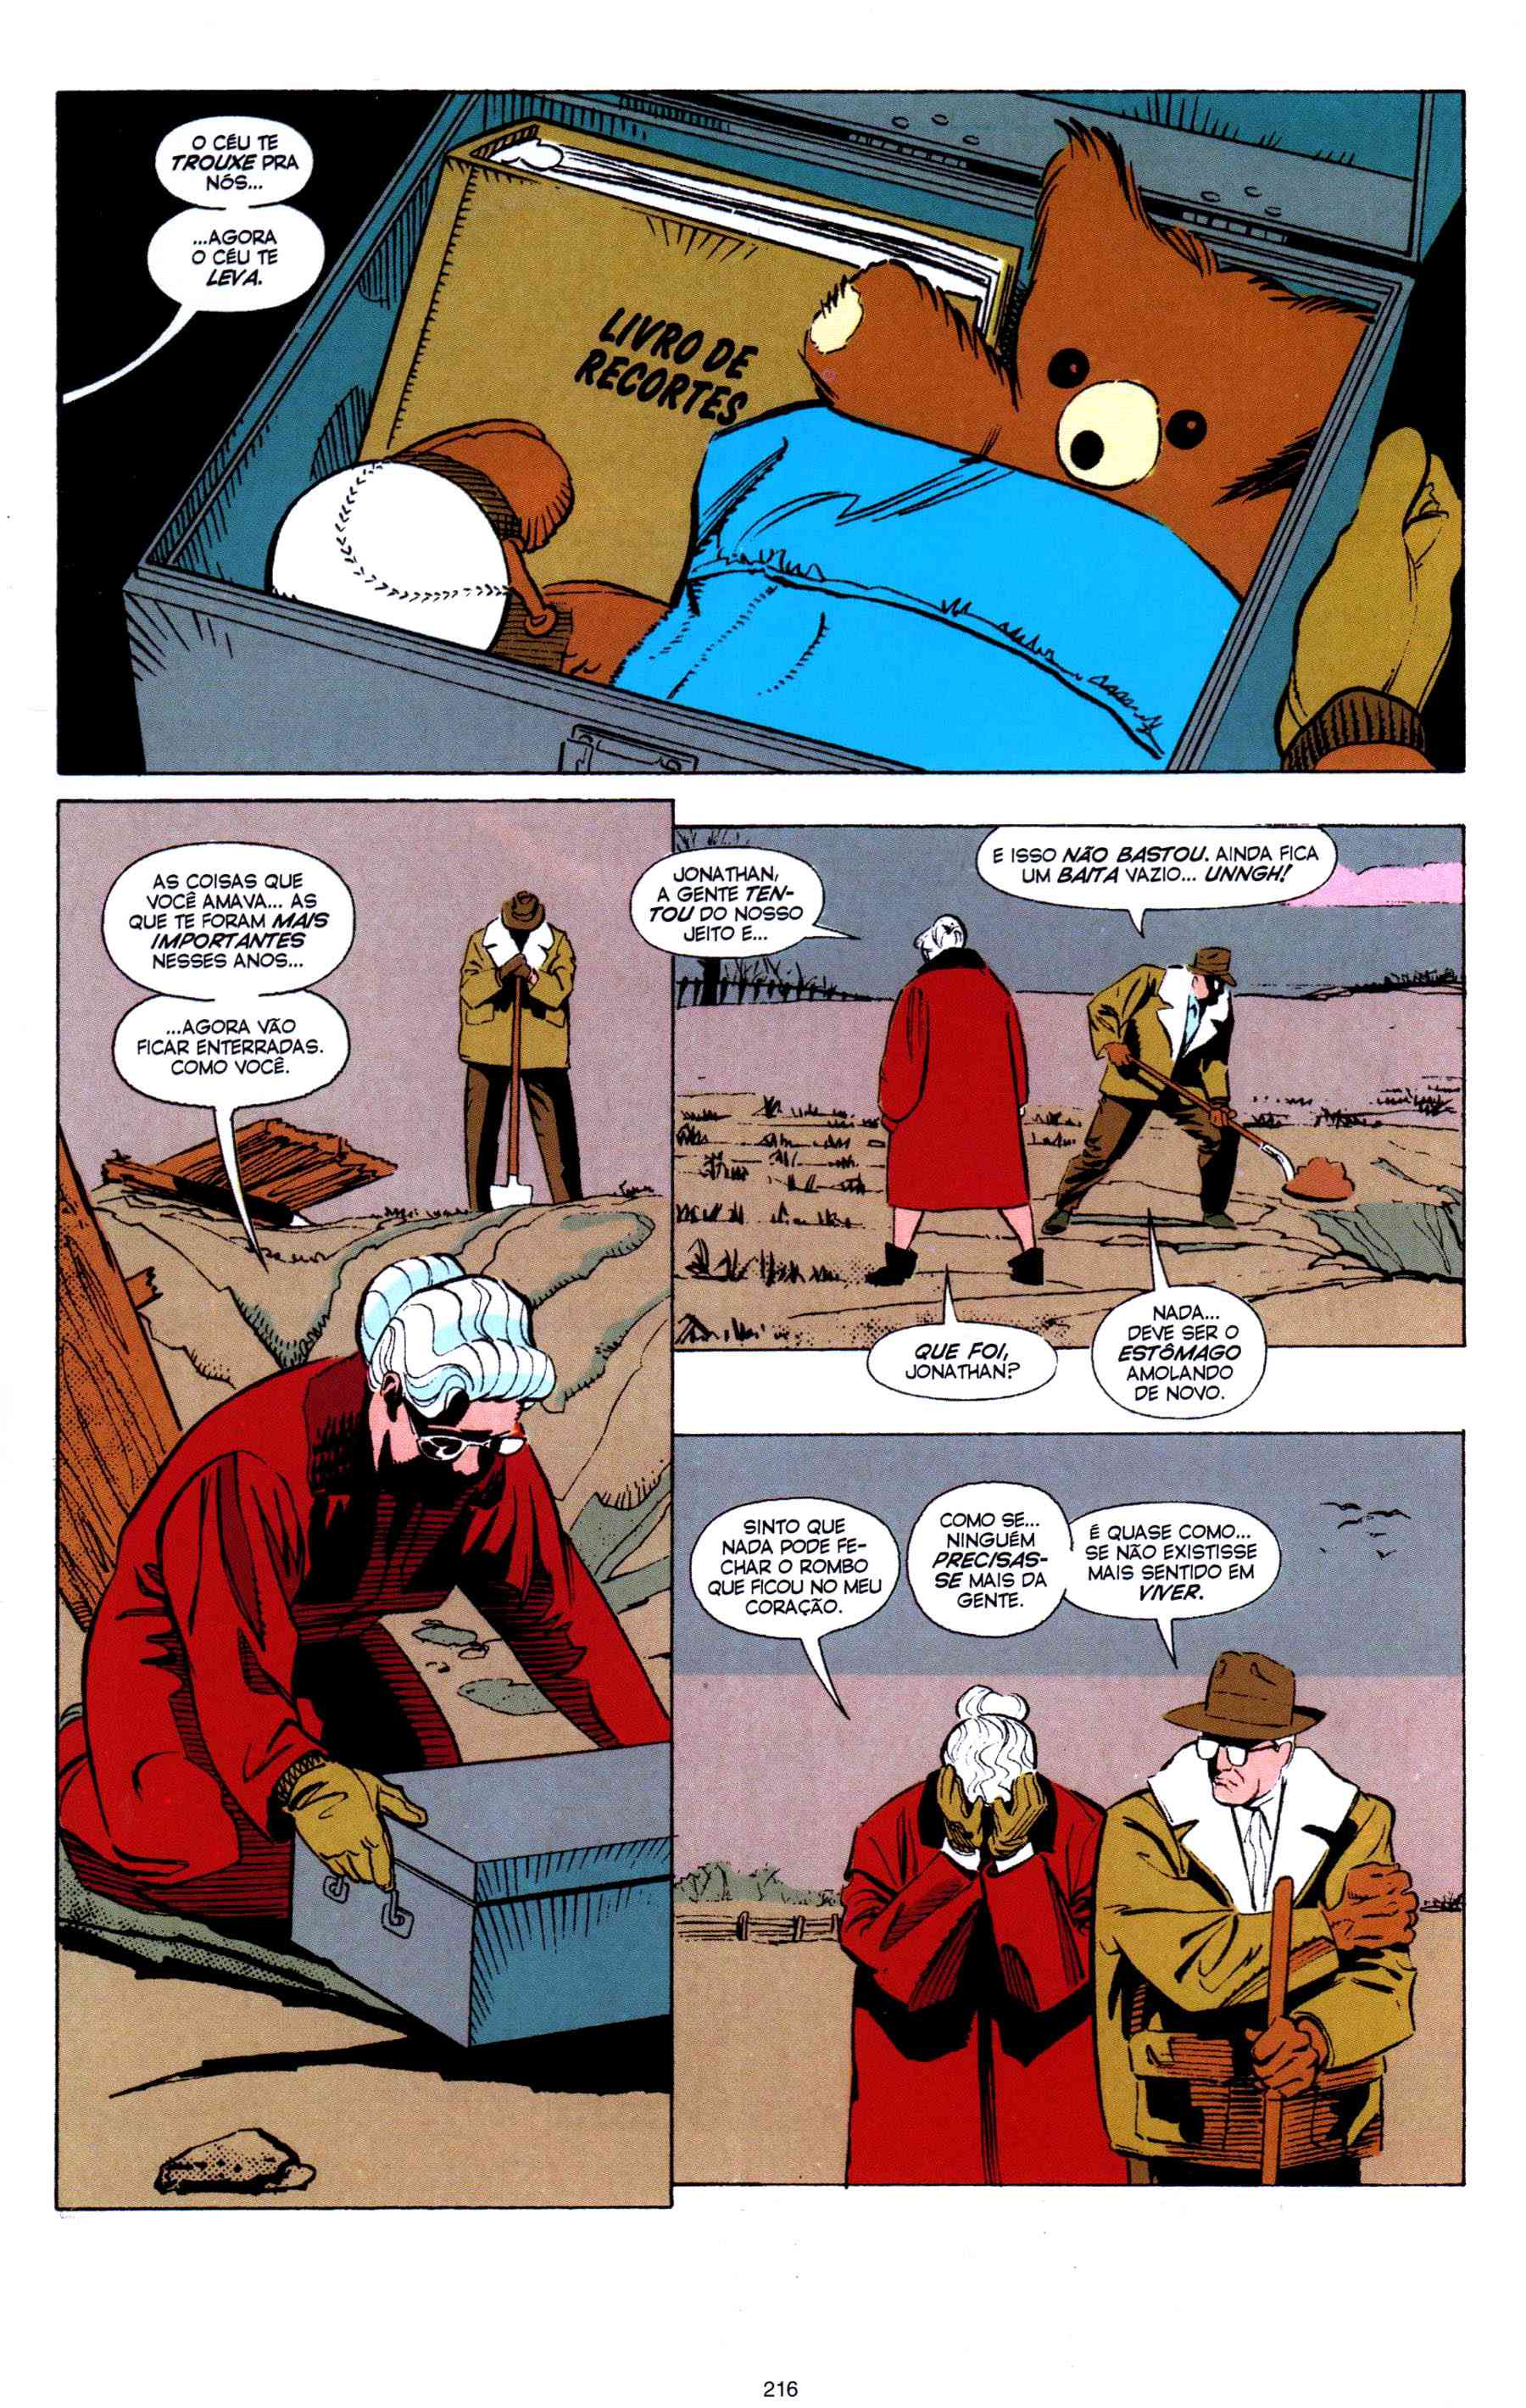 O CÉU TE
TROUXE PRA
NÓS...
...AGORA
O CÉU TE
LEVA.
LIVRO DE
RECORTES
AS COISAS QUE
VOCÊ AMAVA... AS
QUE TE FORAM MAIS
IMPORTANTES
NESSES ANOS...
...AGORA VÃO
FICAR ENTERRADAS.
COMO VOCÊ.
JONATHAN,
A GENTE TEN-
TOU DO NOSSO
JEITO E...
E ISSO NÃO BASTOU. AINDA FICA
UM BAITA VAZIO... UNNGH!
QUE FOI,
JONATHAN?
NADA...
DEVE SER O
ESTÔMAGO
AMOLANDO
DE NOVO.
SINTO QUE
NADA PODE FE-
CHAR O ROMBO
QUE FICOU NO MEU
CORAÇÃO.
COMO SE...
NINGUÉM
PRECISAS-
SE MAIS DA
GENTE.
É QUASE COMO...
SE NÃO EXISTISSE
MAIS SENTIDO EM
VIVER.
216